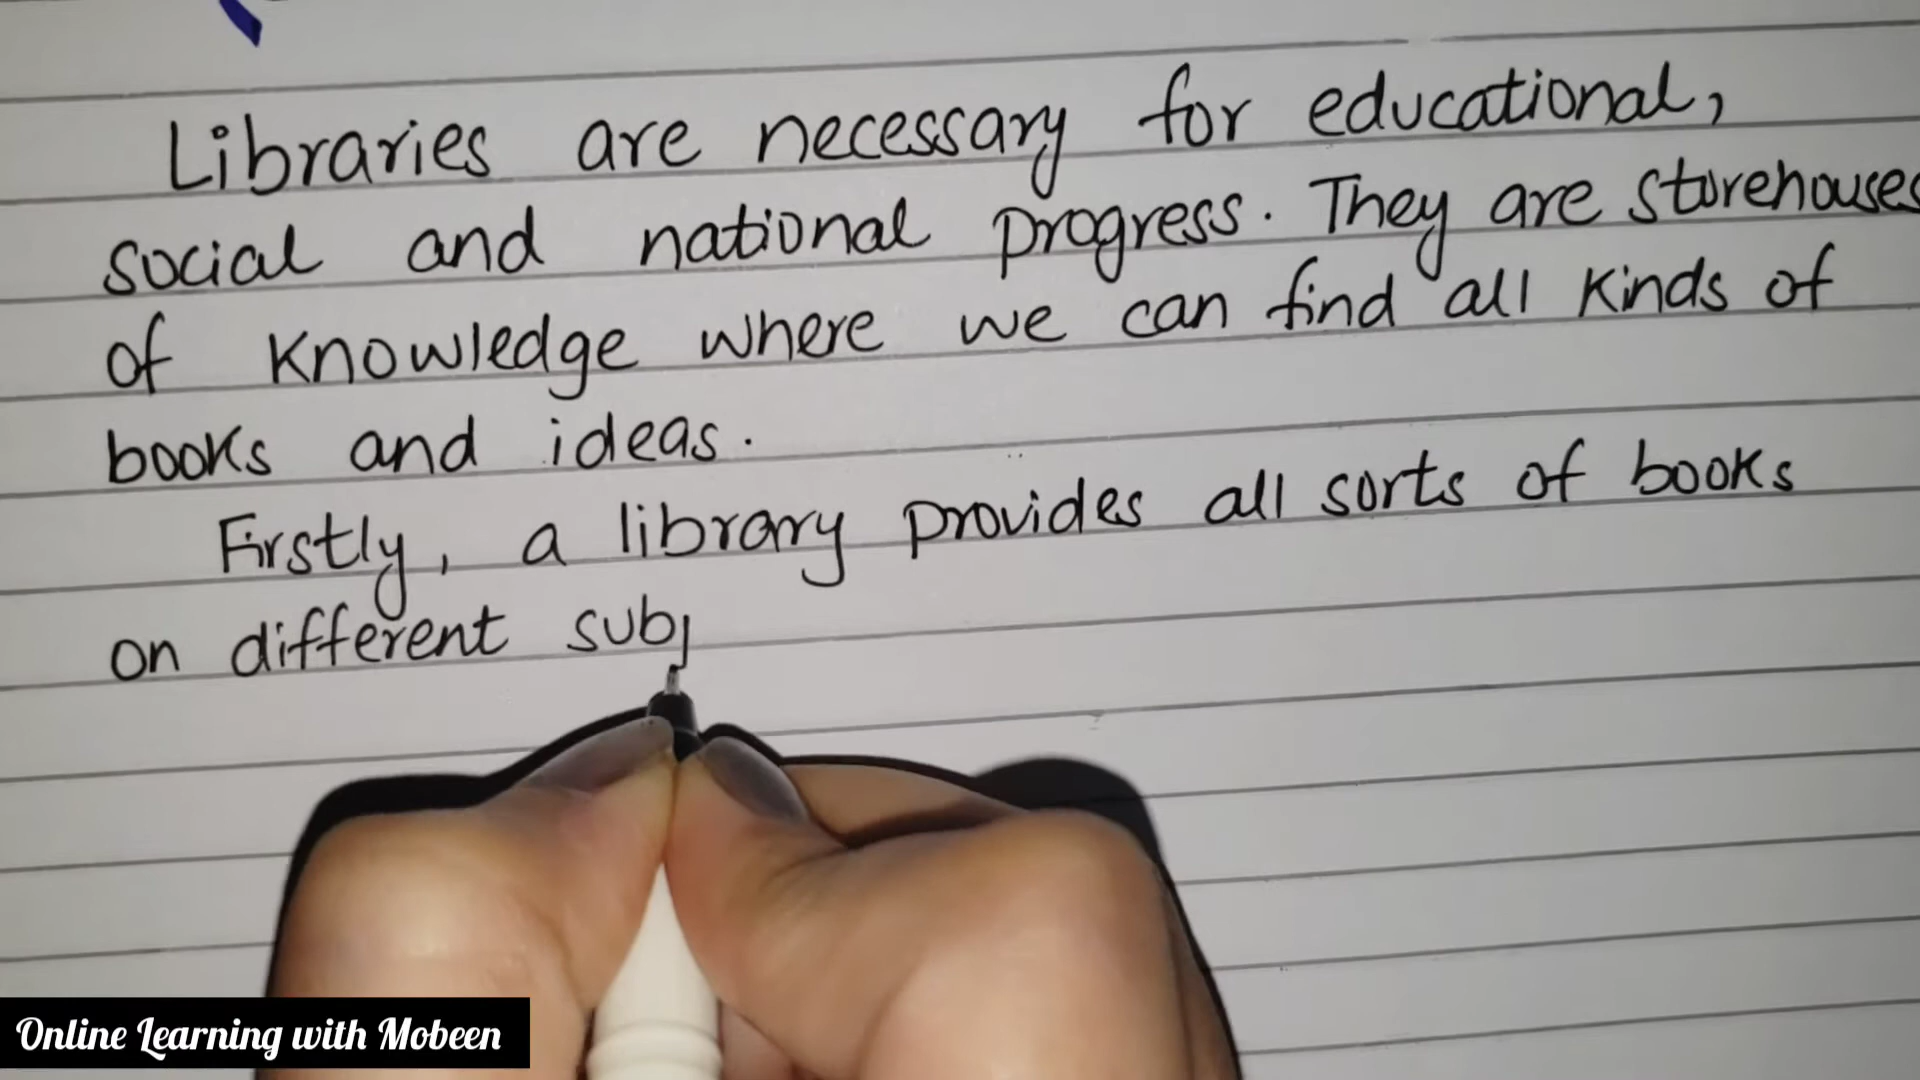 Libraries are necessary for educational,
social and national progress. They are storehouses
of knowledge where we can find all kinds of
books and ideas.
Firstly, a library provides all sorts of books
on different subj
Online Learning with Mobeen